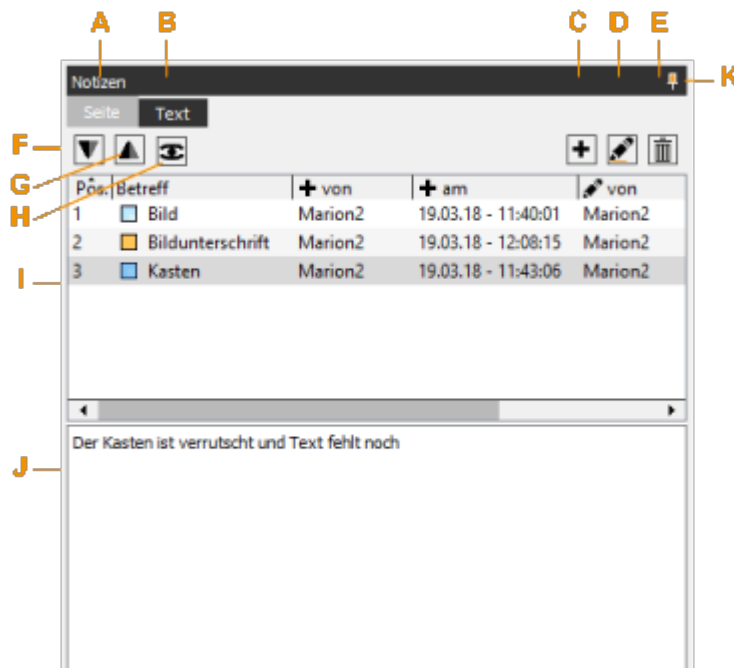 A B C D E
Notizen K
Seite Text
F
G
H
Pos. Betreff + von + am von
1 Bild Marion2 19.03.18 - 11:40:01 Marion2
2 Bildunterschrift Marion2 19.03.18 - 12:08:15 Marion2
I 3 Kasten Marion2 19.03.18 - 11:43:06 Marion2
Der Kasten ist verrutscht und Text fehlt noch
J